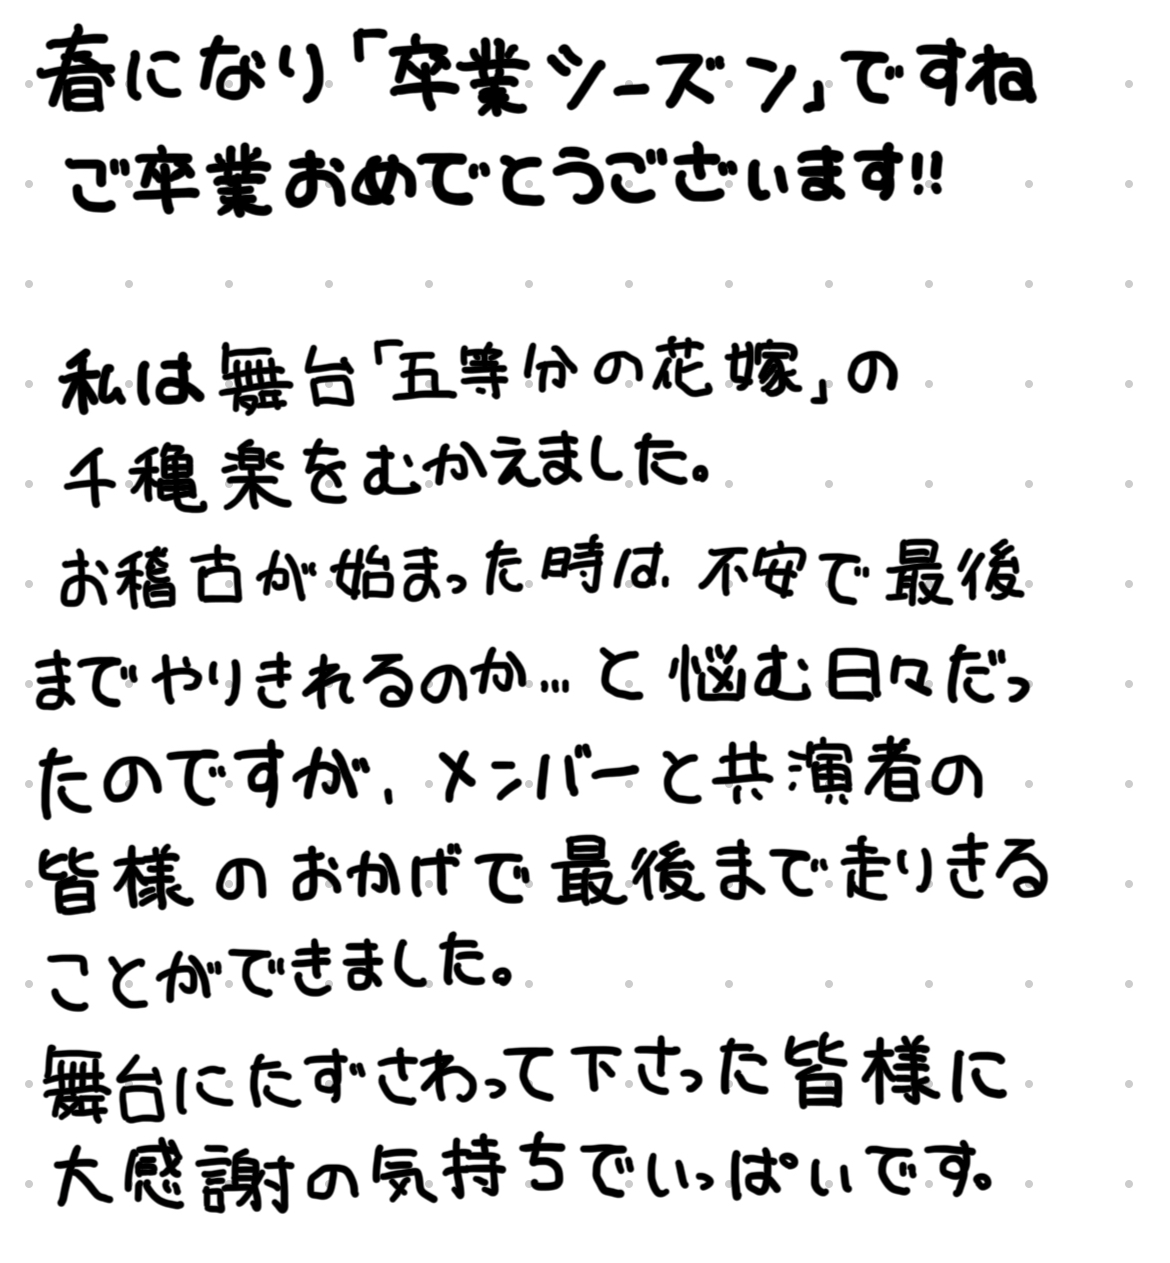 春になり「卒業シーズン」ですね
ご卒業おめでとうございます!!
私は舞台「五等分の花嫁」の
千穐楽をむかえました。
お稽古が始まった時は、不安で最後
までやりきれるのか…と悩む日々だっ
たのですが、メンバーと共演者の
皆様のおかげで最後まで走りきる
ことができました。
舞台にたずさわって下さった皆様に
大感謝の気持ちでいっぱいです。